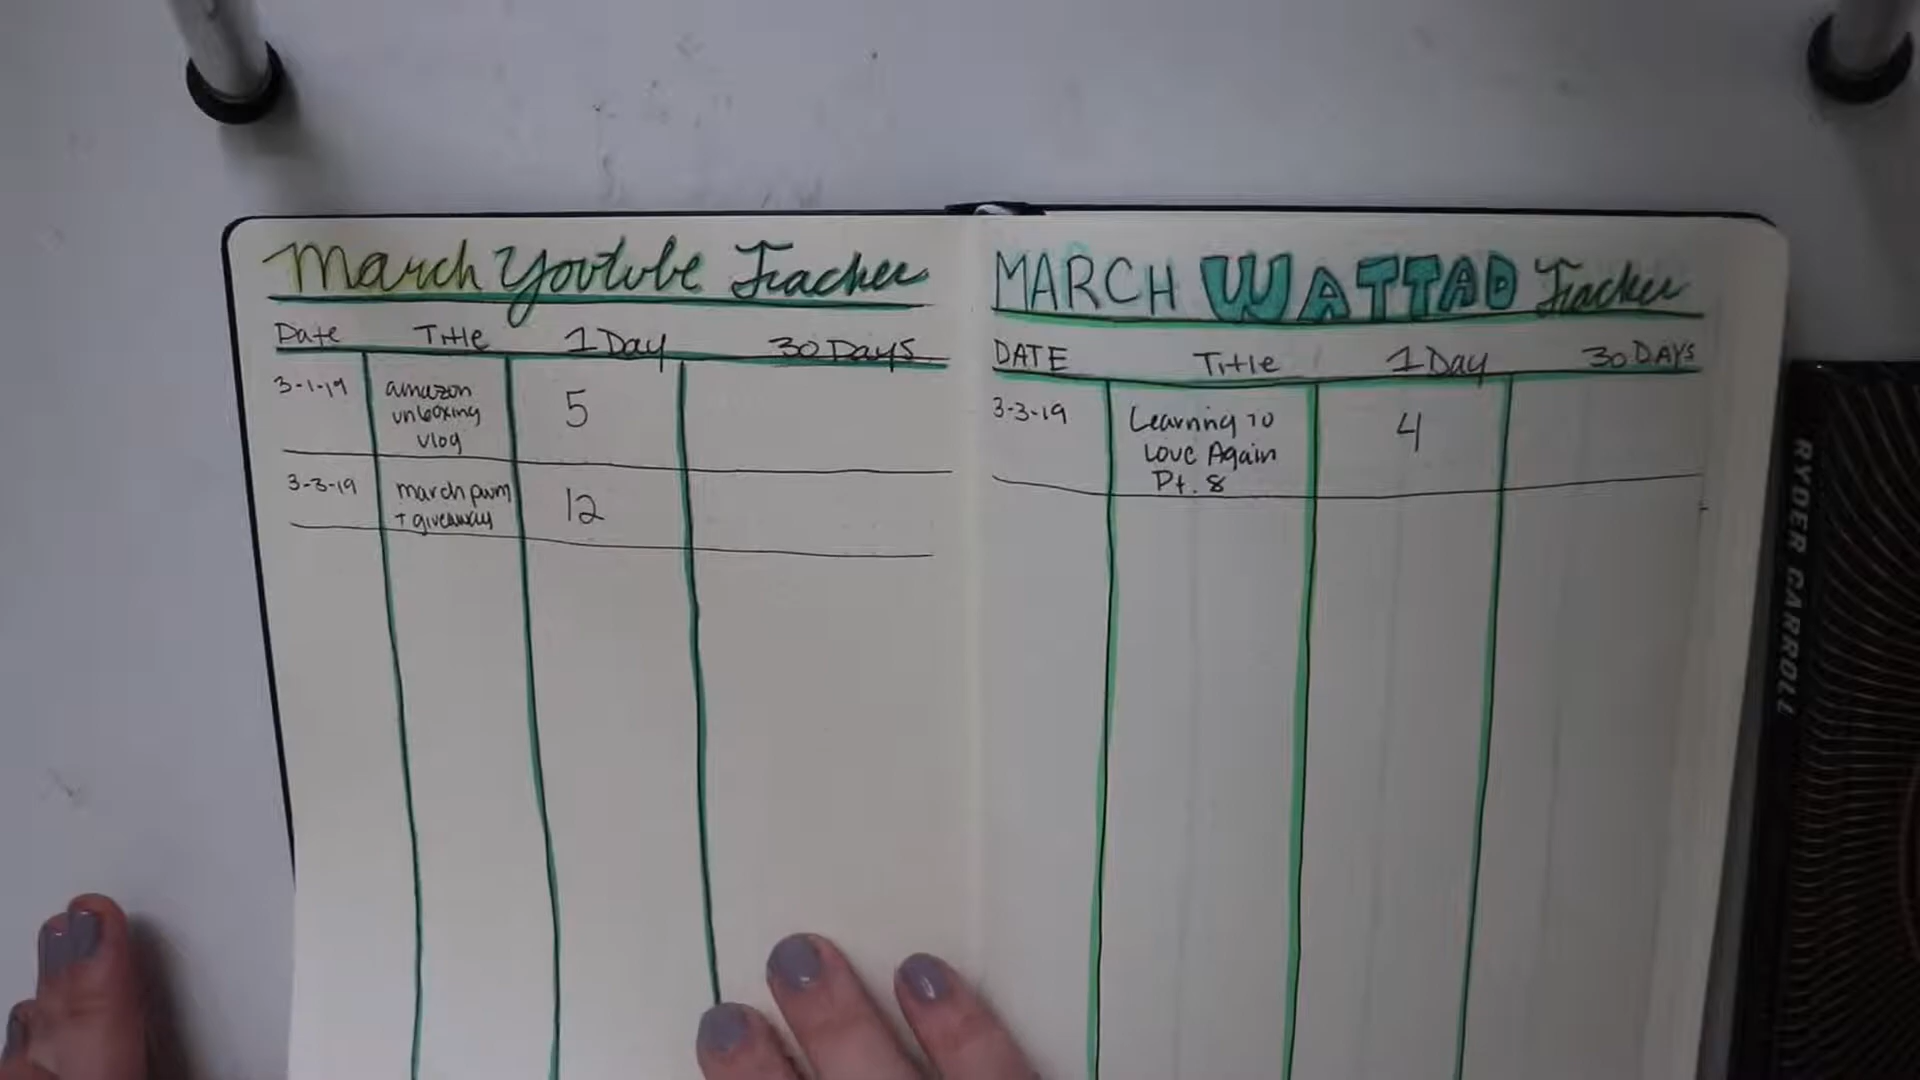 March Youtube Tracker
Date Title 1 Day 30 Days
3-1-19 amazon 5
unboxing
vlog
3-3-19 march pwm 12
+ giveaway
MARCH WATTAD Tracker
DATE Title 1 Day 30 DAYS
3-3-19 Learning to 4
Love Again
Pt. 8
RYDER CARROLL